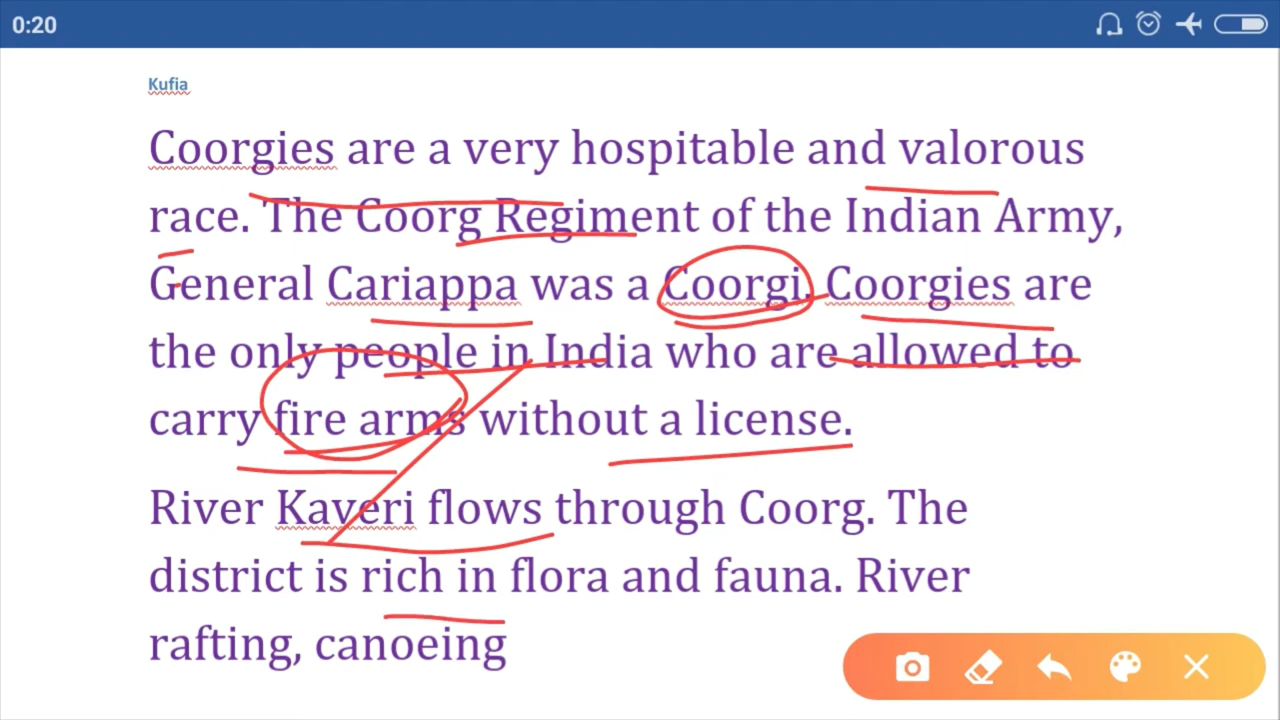 0:20
Kufia
Coorgies are a very hospitable and valorous
race. The Coorg Regiment of the Indian Army,
General Cariappa was a Coorgi. Coorgies are
the only people in India who are allowed to
carry fire arms without a license.
River Kaveri flows through Coorg. The
district is rich in flora and fauna. River
rafting, canoeing